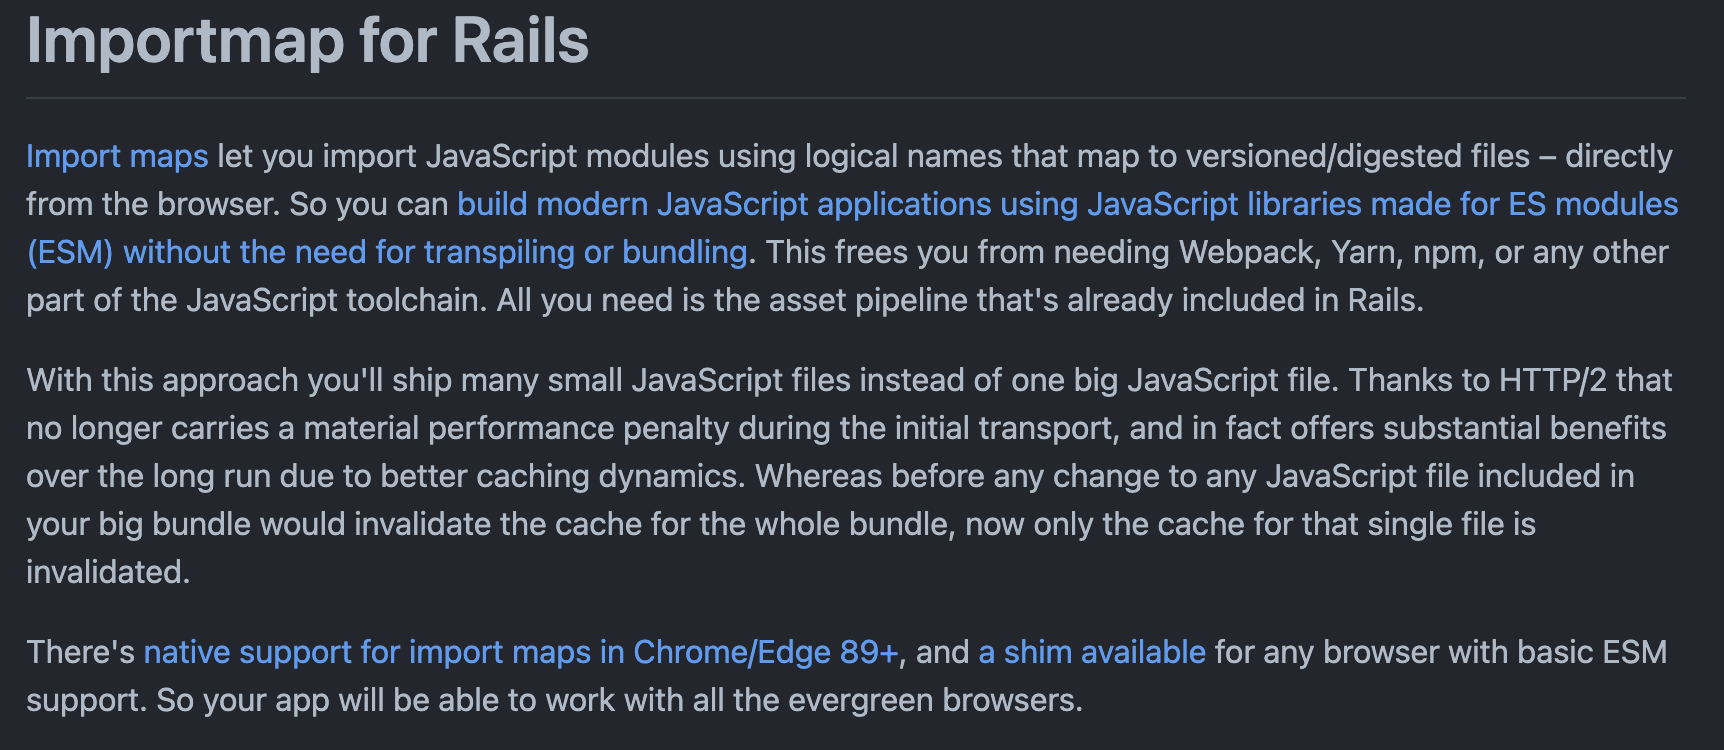 Importmap for Rails
Import maps let you import JavaScript modules using logical names that map to versioned/digested files – directly
from the browser. So you can build modern JavaScript applications using JavaScript libraries made for ES modules
(ESM) without the need for transpiling or bundling. This frees you from needing Webpack, Yarn, npm, or any other
part of the JavaScript toolchain. All you need is the asset pipeline that's already included in Rails.
With this approach you'll ship many small JavaScript files instead of one big JavaScript file. Thanks to HTTP/2 that
no longer carries a material performance penalty during the initial transport, and in fact offers substantial benefits
over the long run due to better caching dynamics. Whereas before any change to any JavaScript file included in
your big bundle would invalidate the cache for the whole bundle, now only the cache for that single file is
invalidated.
There's native support for import maps in Chrome/Edge 89+, and a shim available for any browser with basic ESM
support. So your app will be able to work with all the evergreen browsers.